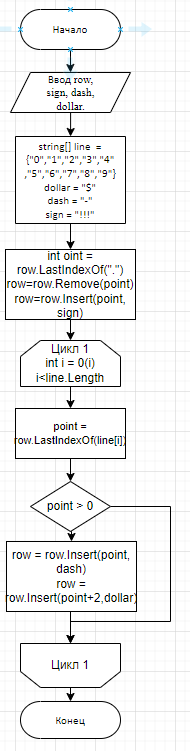 Начало
Ввод row,
sign, dash,
dollar.
string[] line =
{"0","1","2","3","4"
,"5","6","7","8","9"}
dollar = "$"
dash = "-"
sign = "!!!"
int oint =
row.LastIndexOf(".")
row=row.Remove(point)
row=row.Insert(point,
sign)
Цикл 1
int i = 0(i)
i<line.Length
point =
row.LastIndexOf(line[i])
point > 0
row = row.Insert(point,
dash)
row =
row.Insert(point+2,dollar)
Цикл 1
Конец